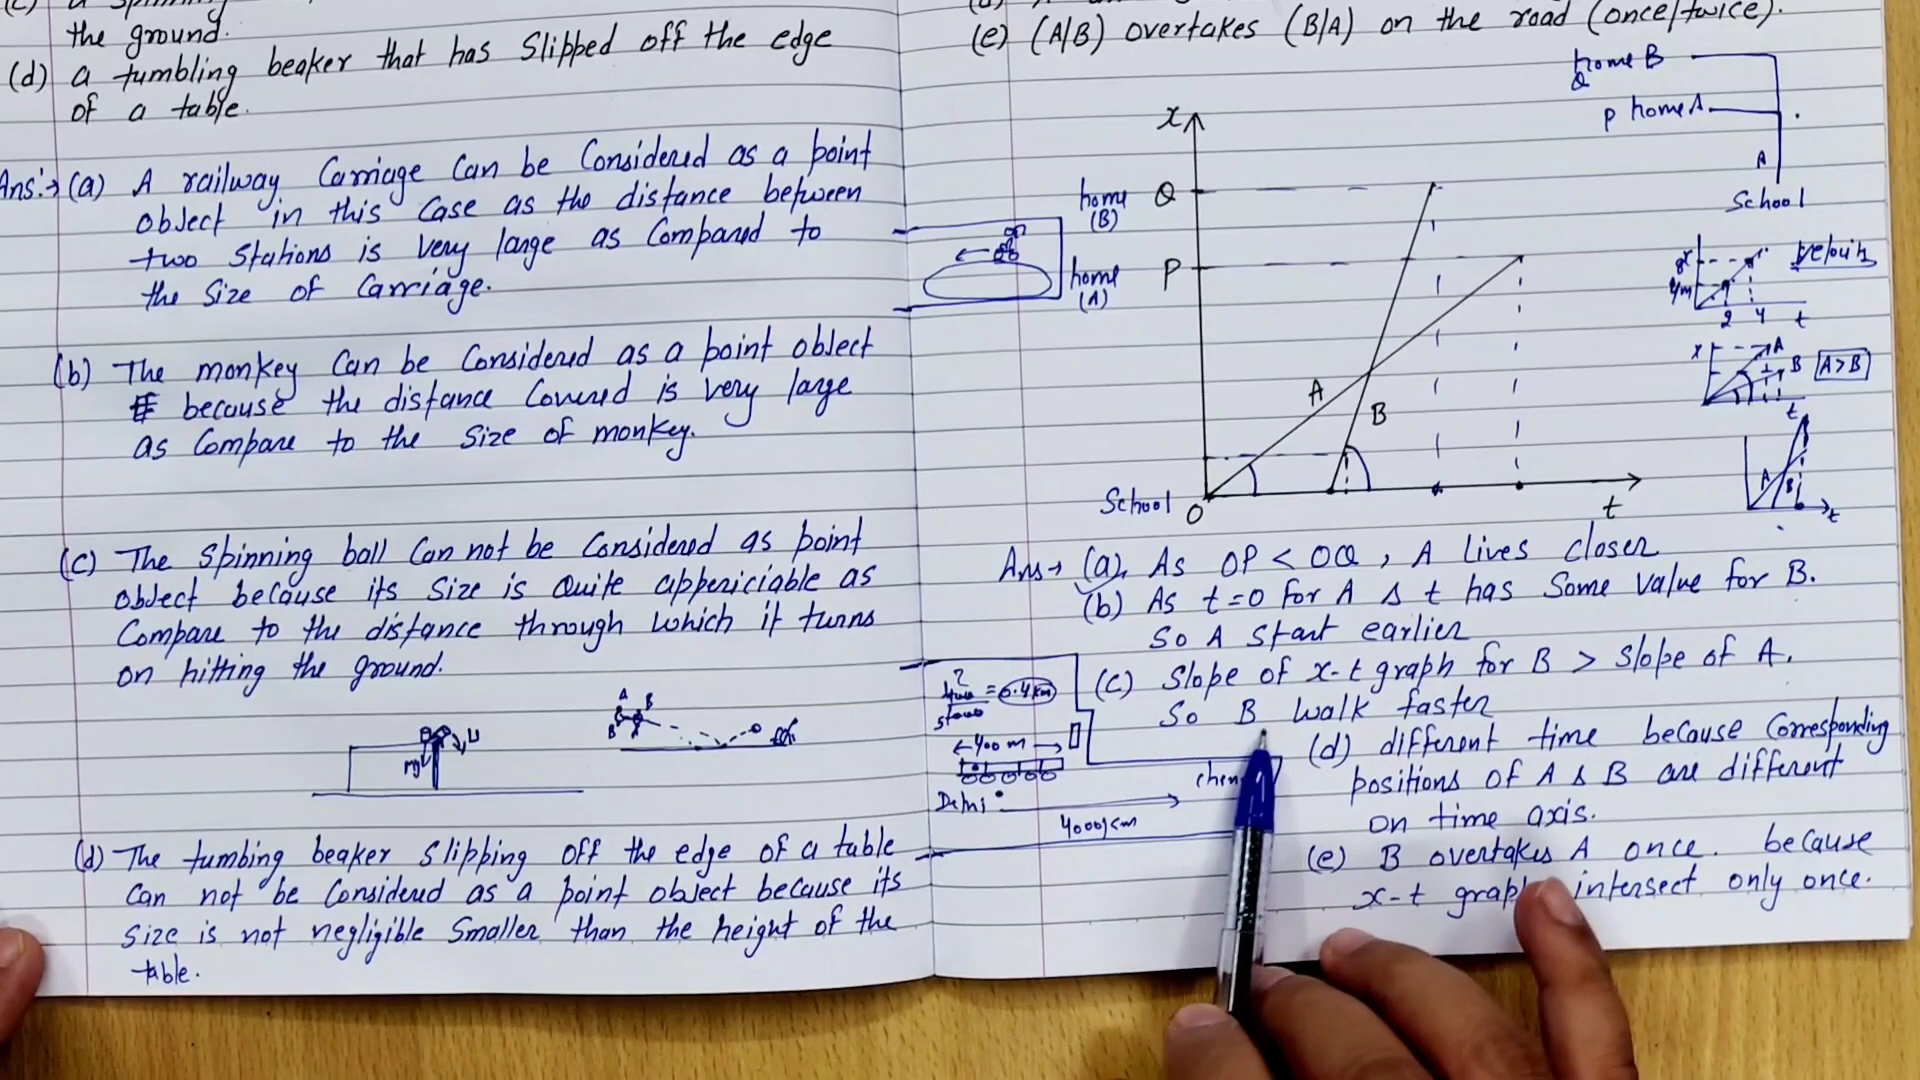 the ground.
(d) a tumbling beaker that has slipped off the edge
of a table.
Ans:→ (a) A railway Carriage Can be Considered as a point
object in this case as the distance between
two stations is very large as Compared to
the size of Carriage.
(b) The monkey Can be Considered as a point object
because the distance Covered is very large
as Compare to the size of monkey.
(c) The spinning ball Can not be Considered as point
object because its size is quite appericiable as
Compare to the distance through which it turns
on hitting the ground.
A
B
B
mg
(d) The tumbing beaker slipping off the edge of a table
Can not be Considered as a point object because its
size is not negligible smaller than the height of the
table.
(e) (A/B) overtakes (B/A) on the road (once/twice).
home B
Q
P home A
A
School
x
home Q
(B)
home P
(A)
A
B
School O
t
velocity
4m
2 4 t
x A
B A>B
t
A B
t
Ans→ (a). As OP < OQ, A lives closer
(b) As t=0 for A & t has some value for B.
So A start earlier
(c) Slope of x-t graph for B > slope of A.
So B walk faster
(d) different time because Corresponding
positions of A & B are different
on time axis.
(e) B overtakes A once. because
x-t graph intersect only once.
= 0.4km
400 m
Delhi
4000km